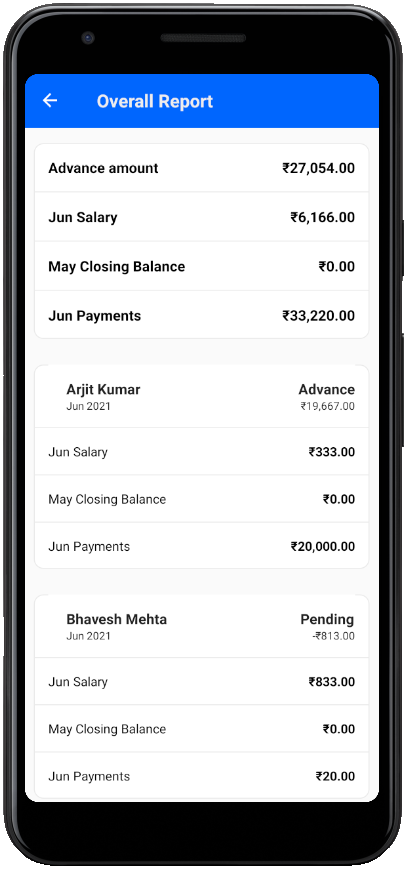 Overall Report
Advance amount ₹27,054.00
Jun Salary ₹6,166.00
May Closing Balance ₹0.00
Jun Payments ₹33,220.00
Arjit Kumar Advance
Jun 2021 ₹19,667.00
Jun Salary ₹333.00
May Closing Balance ₹0.00
Jun Payments ₹20,000.00
Bhavesh Mehta Pending
Jun 2021 -₹813.00
Jun Salary ₹833.00
May Closing Balance ₹0.00
Jun Payments ₹20.00